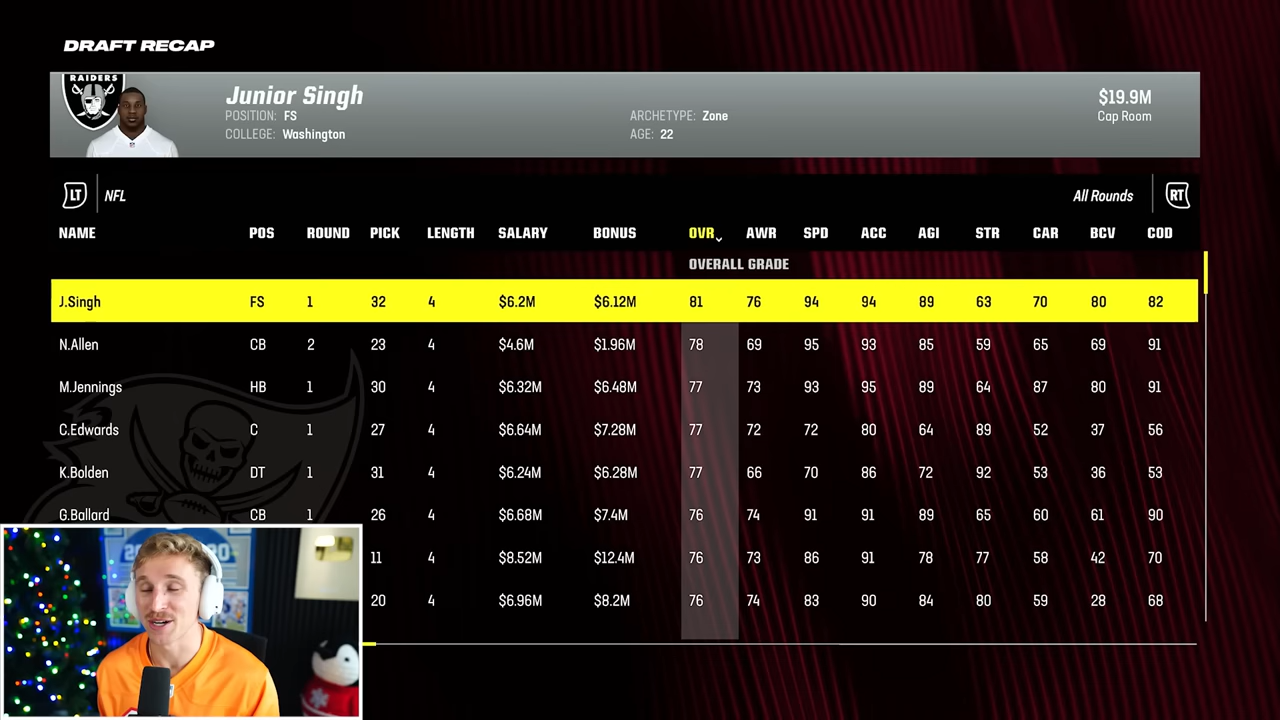 DRAFT RECAP
RAIDERS
Junior Singh
POSITION: FS
COLLEGE: Washington
ARCHETYPE: Zone
AGE: 22
$19.9M
Cap Room
LT NFL
All Rounds RT
NAME POS ROUND PICK LENGTH SALARY BONUS OVR AWR SPD ACC AGI STR CAR BCV COD
OVERALL GRADE
J.Singh FS 1 32 4 $6.2M $6.12M 81 76 94 94 89 63 70 80 82
N.Allen CB 2 23 4 $4.6M $1.96M 78 69 95 93 85 59 65 69 91
M.Jennings HB 1 30 4 $6.32M $6.48M 77 73 93 95 89 64 87 80 91
C.Edwards C 1 27 4 $6.64M $7.28M 77 72 72 80 64 89 52 37 56
K.Bolden DT 1 31 4 $6.24M $6.28M 77 66 70 86 72 92 53 36 53
G.Ballard CB 1 26 4 $6.68M $7.4M 76 74 91 91 89 65 60 61 90
11 4 $8.52M $12.4M 76 73 86 91 78 77 58 42 70
20 4 $6.96M $8.2M 76 74 83 90 84 80 59 28 68